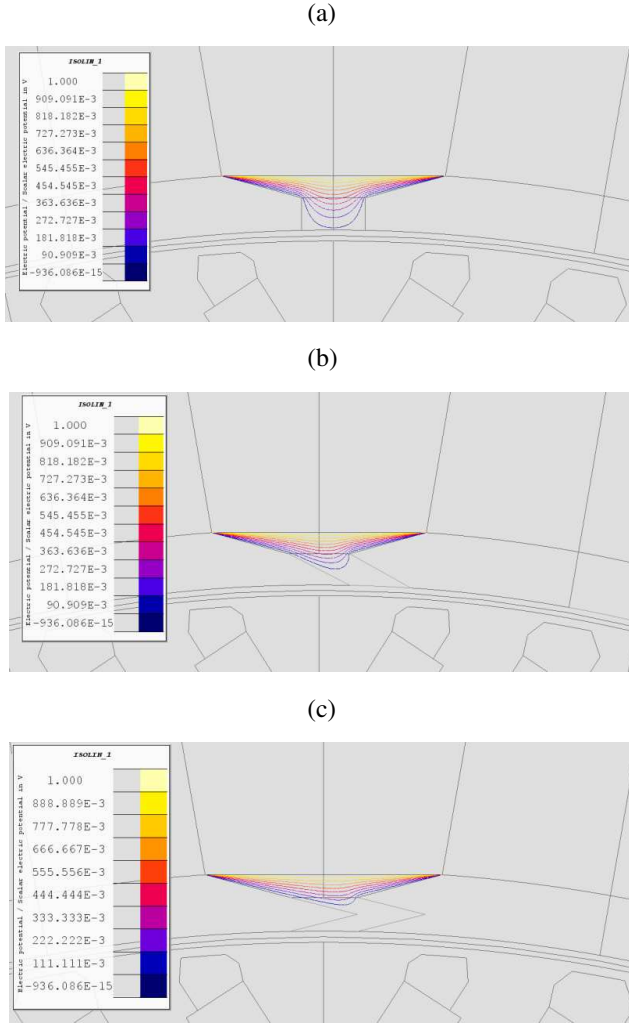 (a)
ISOLIN_1
Electric potential / Scalar electric potential in V
1.000
909.091E-3
818.182E-3
727.273E-3
636.364E-3
545.455E-3
454.545E-3
363.636E-3
272.727E-3
181.818E-3
90.909E-3
-936.086E-15
(b)
ISOLIN_1
Electric potential / Scalar electric potential in V
1.000
909.091E-3
818.182E-3
727.273E-3
636.364E-3
545.455E-3
454.545E-3
363.636E-3
272.727E-3
181.818E-3
90.909E-3
-936.086E-15
(c)
ISOLIN_1
Electric potential / Scalar electric potential in V
1.000
888.889E-3
777.778E-3
666.667E-3
555.556E-3
444.444E-3
333.333E-3
222.222E-3
111.111E-3
-936.086E-15